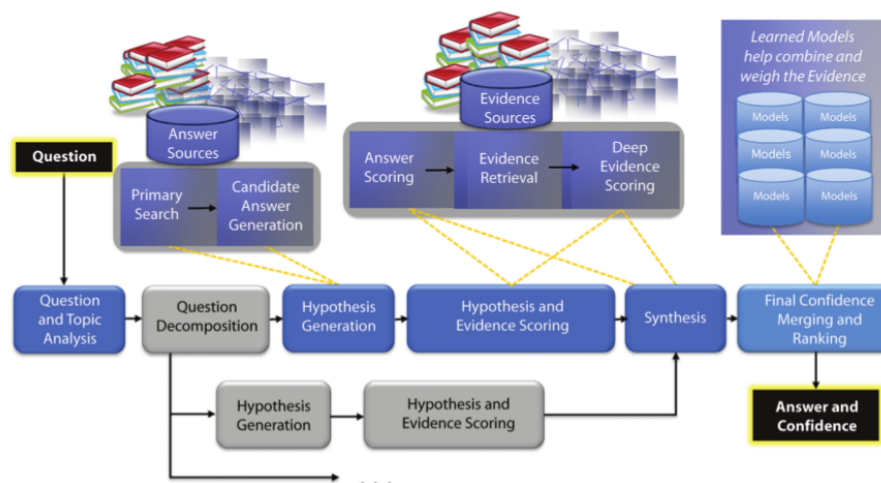 Learned Models
help combine and
weigh the Evidence
Answer
Sources
Evidence
Sources
Models
Models
Models
Models
Models
Models
Question
Primary
Search
Candidate
Answer
Generation
Answer
Scoring
Evidence
Retrieval
Deep
Evidence
Scoring
Question
and Topic
Analysis
Question
Decomposition
Hypothesis
Generation
Hypothesis and
Evidence Scoring
Synthesis
Final Confidence
Merging and
Ranking
Hypothesis
Generation
Hypothesis and
Evidence Scoring
Answer and
Confidence
. . .